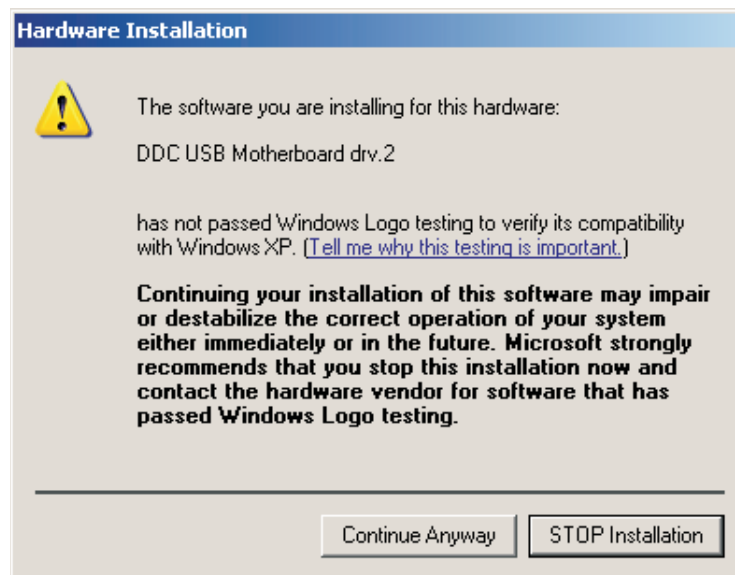 Hardware Installation
The software you are installing for this hardware:
DDC USB Motherboard drv.2
has not passed Windows Logo testing to verify its compatibility
with Windows XP. (Tell me why this testing is important.)
Continuing your installation of this software may impair
or destabilize the correct operation of your system
either immediately or in the future. Microsoft strongly
recommends that you stop this installation now and
contact the hardware vendor for software that has
passed Windows Logo testing.
Continue Anyway
STOP Installation